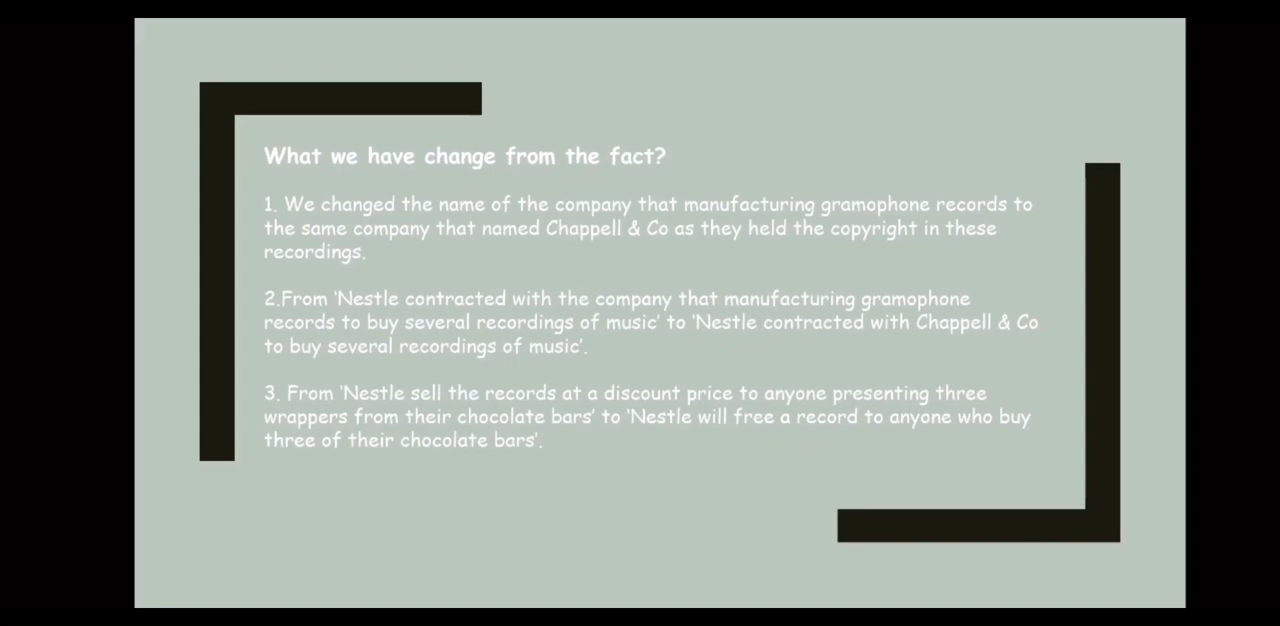 What we have change from the fact?
1. We changed the name of the company that manufacturing gramophone records to
the same company that named Chappell & Co as they held the copyright in these
recordings.
2.From 'Nestle contracted with the company that manufacturing gramophone
records to buy several recordings of music' to 'Nestle contracted with Chappell & Co
to buy several recordings of music'.
3. From 'Nestle sell the records at a discount price to anyone presenting three
wrappers from their chocolate bars' to 'Nestle will free a record to anyone who buy
three of their chocolate bars'.